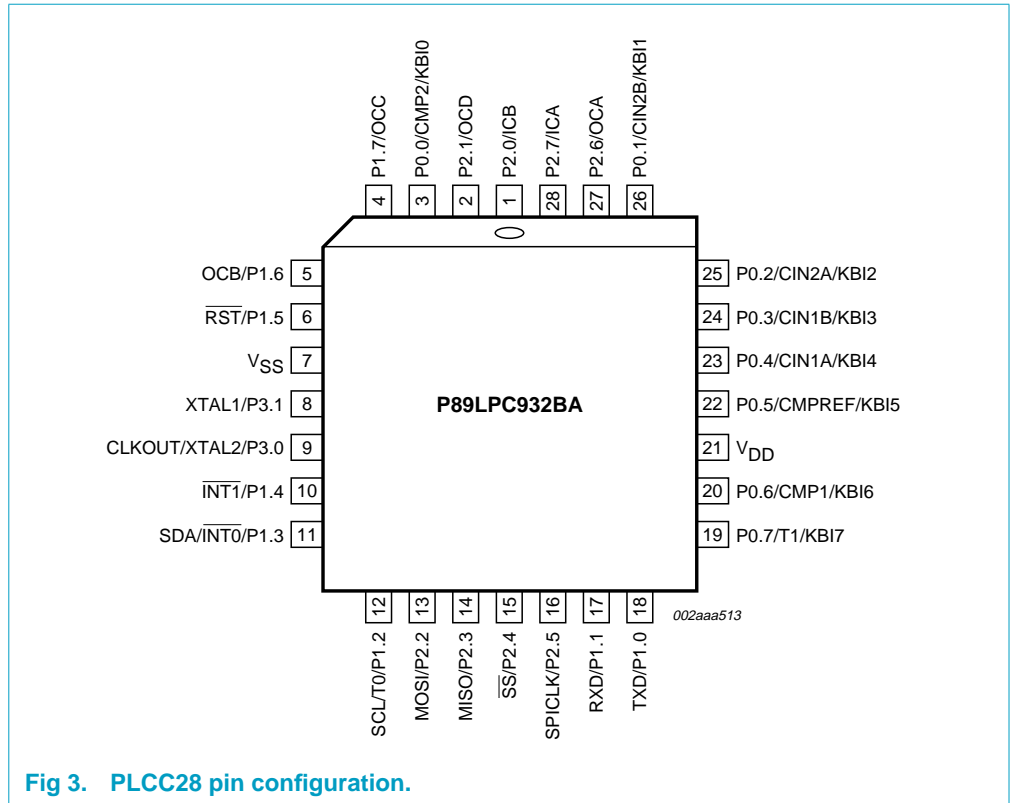 P1.7/OCC
P0.0/CMP2/KBI0
P2.1/OCD
P2.0/ICB
P2.7/ICA
P2.6/OCA
P0.1/CIN2B/KBI1
4
3
2
1
28
27
26
OCB/P1.6 5
RST/P1.5 6
VSS 7
XTAL1/P3.1 8
CLKOUT/XTAL2/P3.0 9
INT1/P1.4 10
SDA/INT0/P1.3 11
P89LPC932BA
25 P0.2/CIN2A/KBI2
24 P0.3/CIN1B/KBI3
23 P0.4/CIN1A/KBI4
22 P0.5/CMPREF/KBI5
21 VDD
20 P0.6/CMP1/KBI6
19 P0.7/T1/KBI7
12
13
14
15
16
17
18
SCL/T0/P1.2
MOSI/P2.2
MISO/P2.3
SS/P2.4
SPICLK/P2.5
RXD/P1.1
TXD/P1.0
002aaa513
Fig 3. PLCC28 pin configuration.